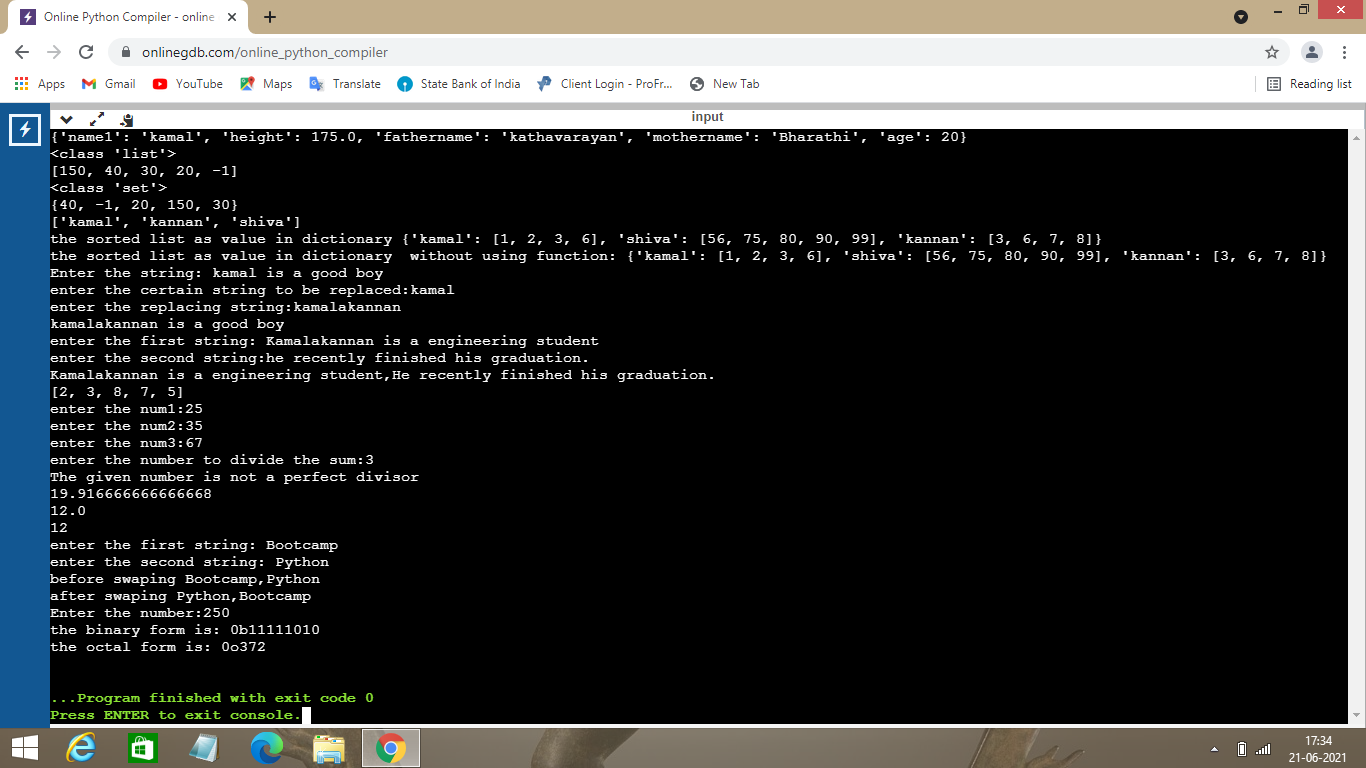 Online Python Compiler - online
onlinegdb.com/online_python_compiler
Apps Gmail YouTube Maps Translate State Bank of India Client Login - ProFr... New Tab Reading list
input
{'name1': 'kamal', 'height': 175.0, 'fathername': 'kathavarayan', 'mothername': 'Bharathi', 'age': 20}
<class 'list'>
[150, 40, 30, 20, -1]
<class 'set'>
{40, -1, 20, 150, 30}
['kamal', 'kannan', 'shiva']
the sorted list as value in dictionary {'kamal': [1, 2, 3, 6], 'shiva': [56, 75, 80, 90, 99], 'kannan': [3, 6, 7, 8]}
the sorted list as value in dictionary  without using function: {'kamal': [1, 2, 3, 6], 'shiva': [56, 75, 80, 90, 99], 'kannan': [3, 6, 7, 8]}
Enter the string: kamal is a good boy
enter the certain string to be replaced:kamal
enter the replacing string:kamalakannan
kamalakannan is a good boy
enter the first string: Kamalakannan is a engineering student
enter the second string:he recently finished his graduation.
Kamalakannan is a engineering student,He recently finished his graduation.
[2, 3, 8, 7, 5]
enter the num1:25
enter the num2:35
enter the num3:67
enter the number to divide the sum:3
The given number is not a perfect divisor
19.916666666666668
12.0
12
enter the first string: Bootcamp
enter the second string: Python
before swaping Bootcamp,Python
after swaping Python,Bootcamp
Enter the number:250
the binary form is: 0b11111010
the octal form is: 0o372
...Program finished with exit code 0
Press ENTER to exit console.
17:34
21-06-2021